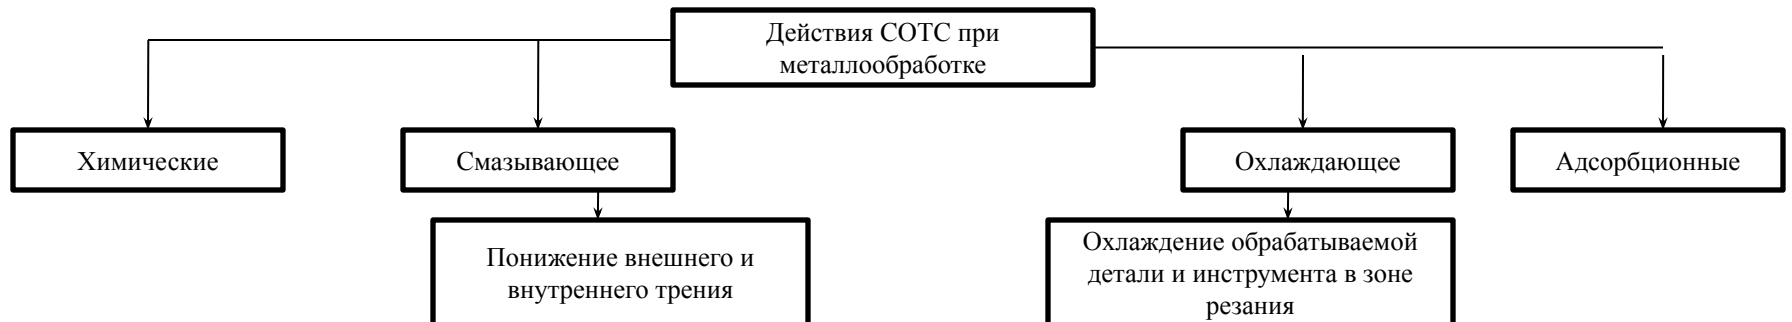 Действия СОТС при
металлообработке
Химические
Смазывающее
Охлаждающее
Адсорбционные
Понижение внешнего и
внутреннего трения
Охлаждение обрабатываемой
детали и инструмента в зоне
резания